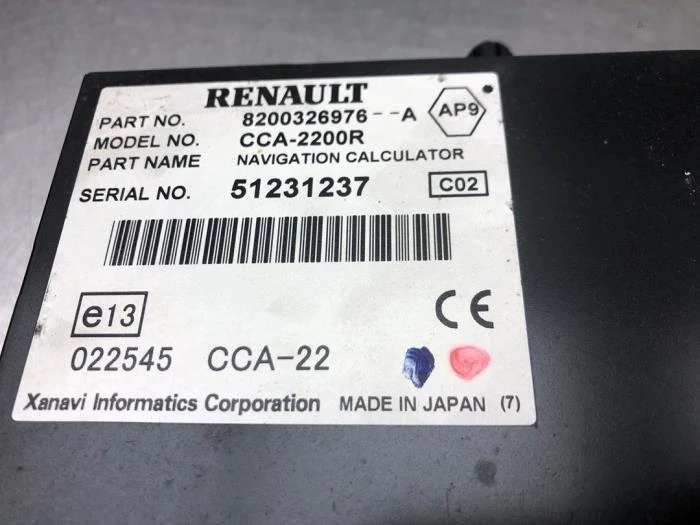 RENAULT
PART NO. 8200326976--A AP9
MODEL NO. CCA-2200R
PART NAME NAVIGATION CALCULATOR
SERIAL NO. 51231237 C02
e13 CE
022545 CCA-22
Xanavi Informatics Corporation MADE IN JAPAN (7)